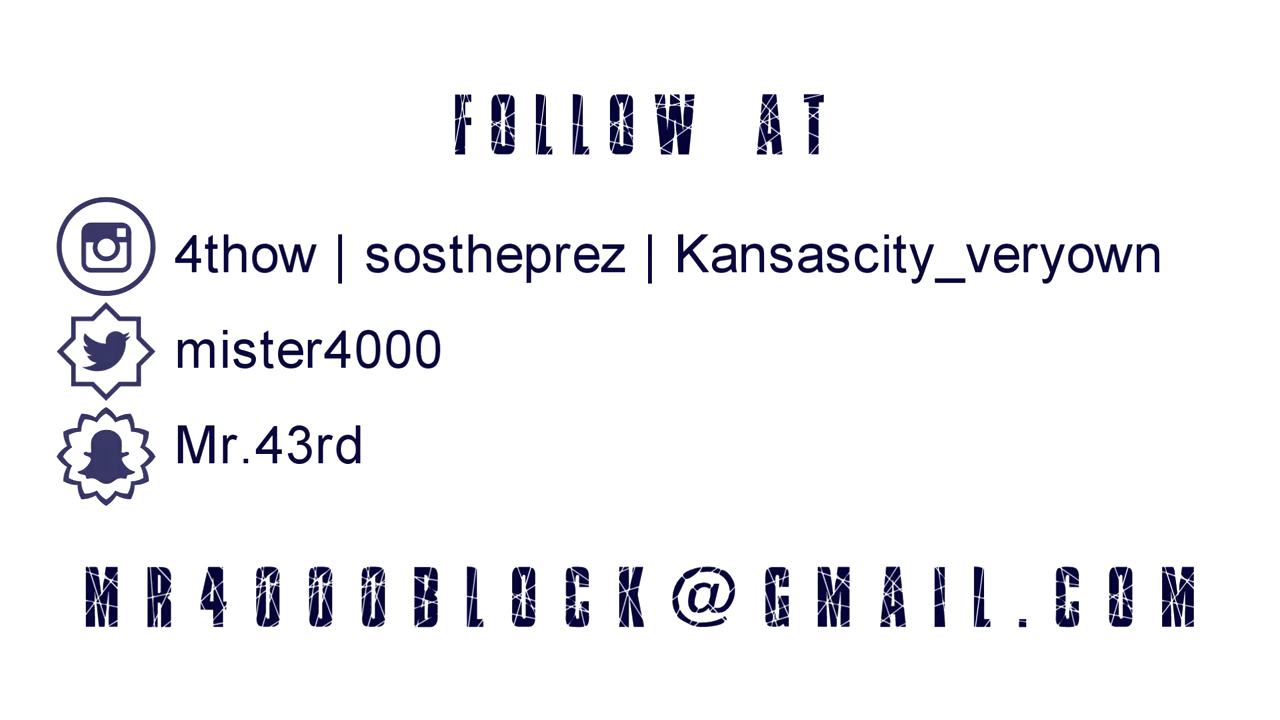 FOLLOW AT
4thow | sostheprez | Kansascity_veryown
mister4000
Mr.43rd
MR4000BLOCK@GMAIL.COM